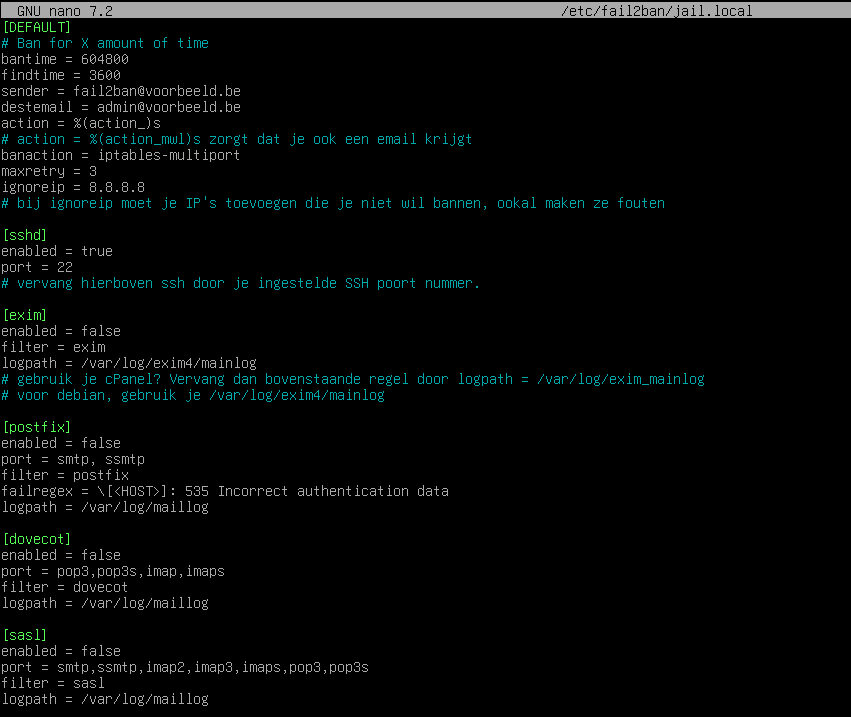 GNU nano 7.2 /etc/fail2ban/jail.local
[DEFAULT]
# Ban for X amount of time
bantime = 604800
findtime = 3600
sender = fail2ban@voorbeeld.be
destemail = admin@voorbeeld.be
action = %(action_)s
# action = %(action_mwl)s zorgt dat je ook een email krijgt
banaction = iptables-multiport
maxretry = 3
ignoreip = 8.8.8.8
# bij ignoreip moet je IP's toevoegen die je niet wil bannen, ookal maken ze fouten
[sshd]
enabled = true
port = 22
# vervang hierboven ssh door je ingestelde SSH poort nummer.
[exim]
enabled = false
filter = exim
logpath = /var/log/exim4/mainlog
# gebruik je cPanel? Vervang dan bovenstaande regel door logpath = /var/log/exim_mainlog
# voor debian, gebruik je /var/log/exim4/mainlog
[postfix]
enabled = false
port = smtp, ssmtp
filter = postfix
failregex = \[<HOST>]: 535 Incorrect authentication data
logpath = /var/log/maillog
[dovecot]
enabled = false
port = pop3,pop3s,imap,imaps
filter = dovecot
logpath = /var/log/maillog
[sasl]
enabled = false
port = smtp,ssmtp,imap2,imap3,imaps,pop3,pop3s
filter = sasl
logpath = /var/log/maillog